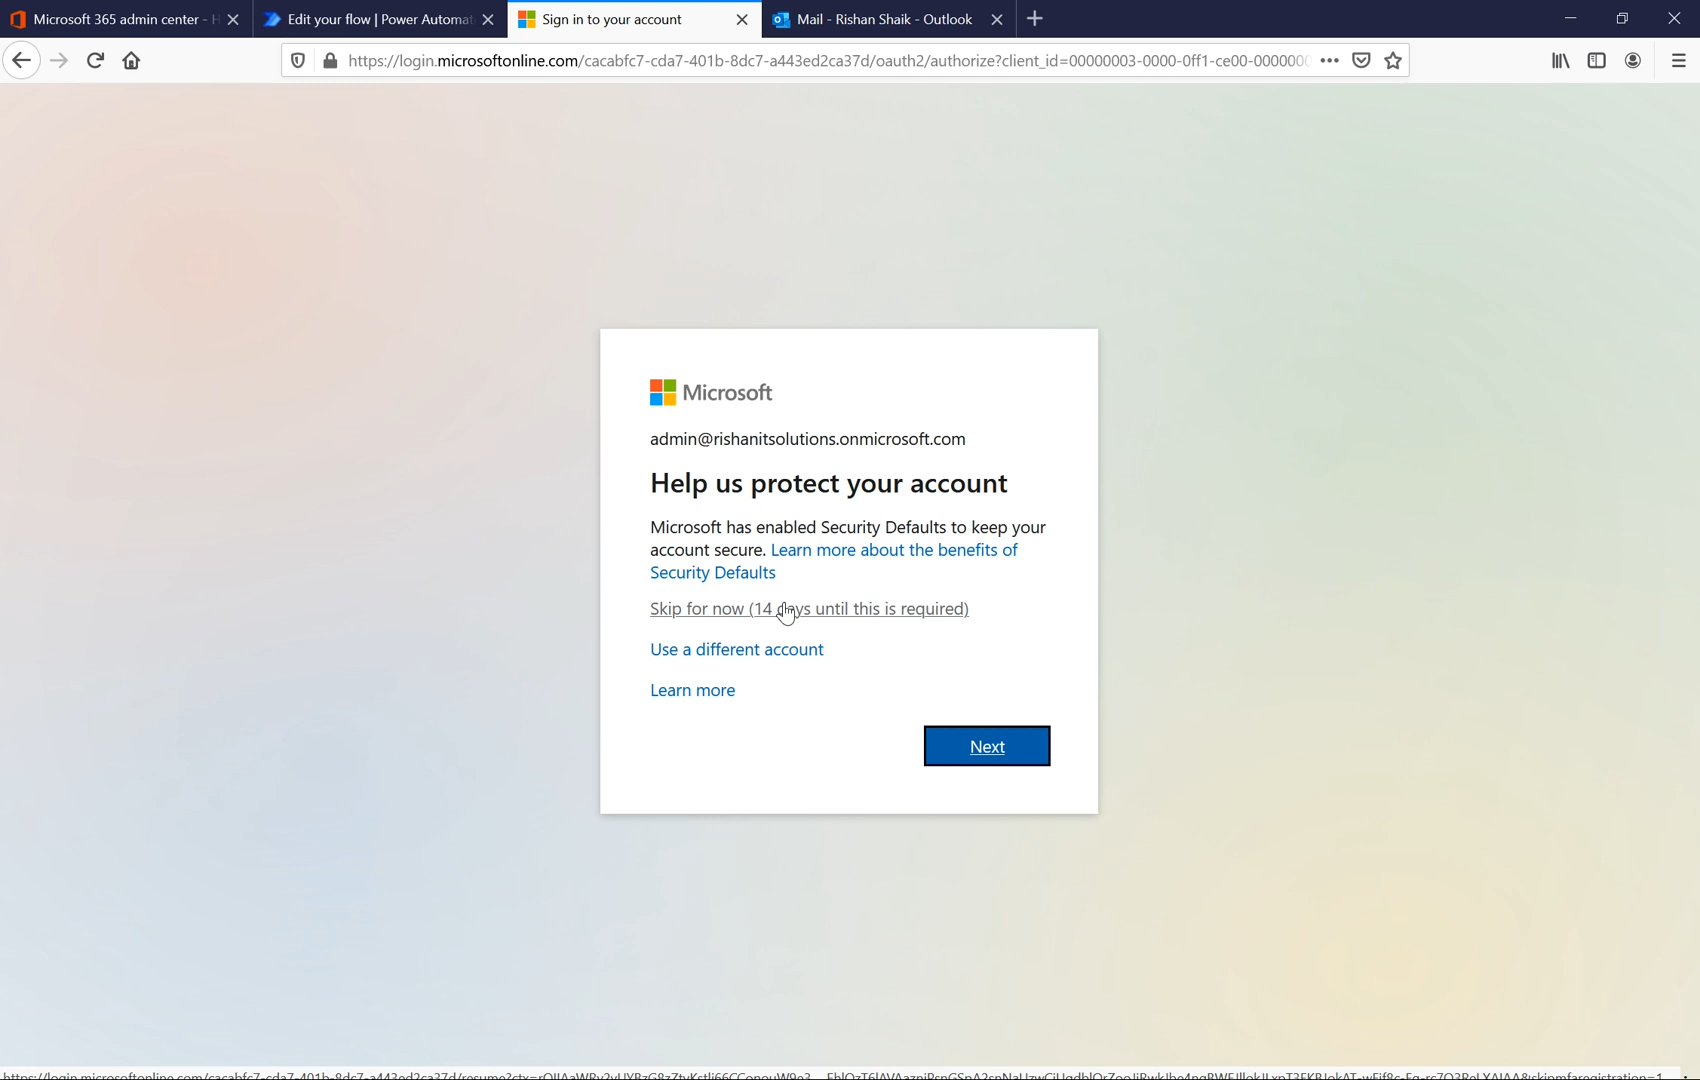 Microsoft 365 admin center - H
Edit your flow | Power Automat
Sign in to your account
Mail - Rishan Shaik - Outlook
https://login.microsoftonline.com/cacabfc7-cda7-401b-8dc7-a443ed2ca37d/oauth2/authorize?client_id=00000003-0000-0ff1-ce00-000000
Microsoft
admin@rishanitsolutions.onmicrosoft.com
Help us protect your account
Microsoft has enabled Security Defaults to keep your
account secure. Learn more about the benefits of
Security Defaults
Skip for now (14 days until this is required)
Use a different account
Learn more
Next